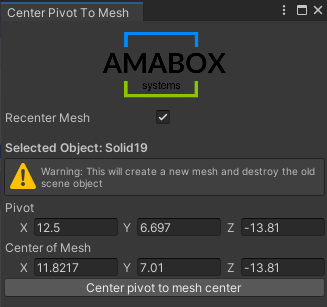 Center Pivot To Mesh
AMABOX
systems
Recenter Mesh
Selected Object: Solid19
Warning: This will create a new mesh and destroy the old
scene object
Pivot
X 12.5 Y 6.697 Z -13.81
Center of Mesh
X 11.8217 Y 7.01 Z -13.81
Center pivot to mesh center